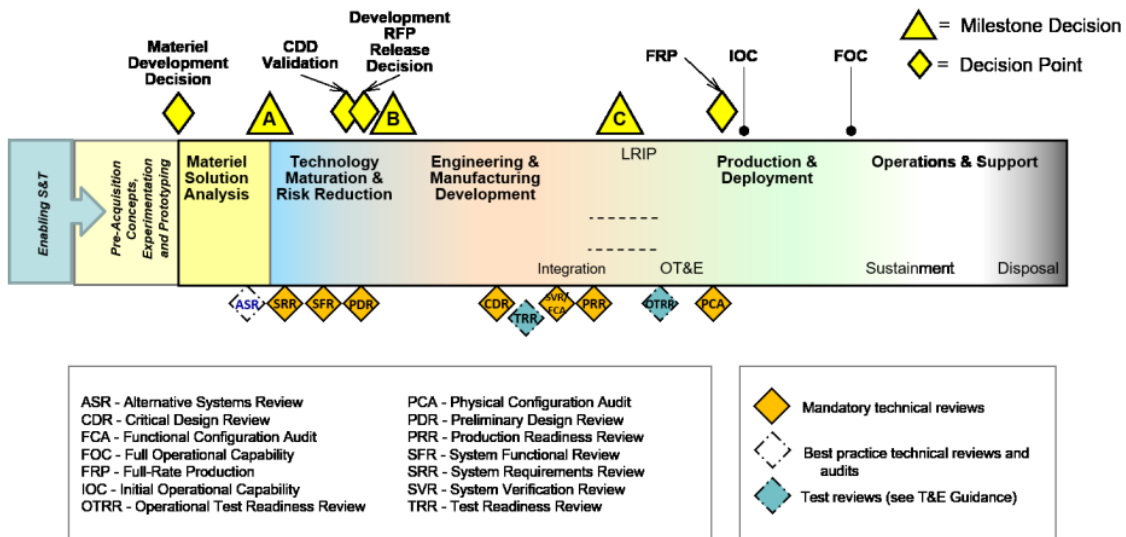 Materiel
Development
Decision
CDD
Validation
Development
RFP
Release
Decision
FRP
IOC
FOC
= Milestone Decision
= Decision Point
A
B
C
Enabling S&T
Pre-Acquisition
Concepts,
Experimentation
and Prototyping
Materiel
Solution
Analysis
Technology
Maturation &
Risk Reduction
Engineering &
Manufacturing
Development
LRIP
Production &
Deployment
Operations & Support
Integration
OT&E
Sustainment
Disposal
ASR
SRR
SFR
PDR
CDR
TRR
SVR/
FCA
PRR
OTRR
PCA
ASR - Alternative Systems Review
CDR - Critical Design Review
FCA - Functional Configuration Audit
FOC - Full Operational Capability
FRP - Full-Rate Production
IOC - Initial Operational Capability
OTRR - Operational Test Readiness Review
PCA - Physical Configuration Audit
PDR - Preliminary Design Review
PRR - Production Readiness Review
SFR - System Functional Review
SRR - System Requirements Review
SVR - System Verification Review
TRR - Test Readiness Review
Mandatory technical reviews
Best practice technical reviews and
audits
Test reviews (see T&E Guidance)